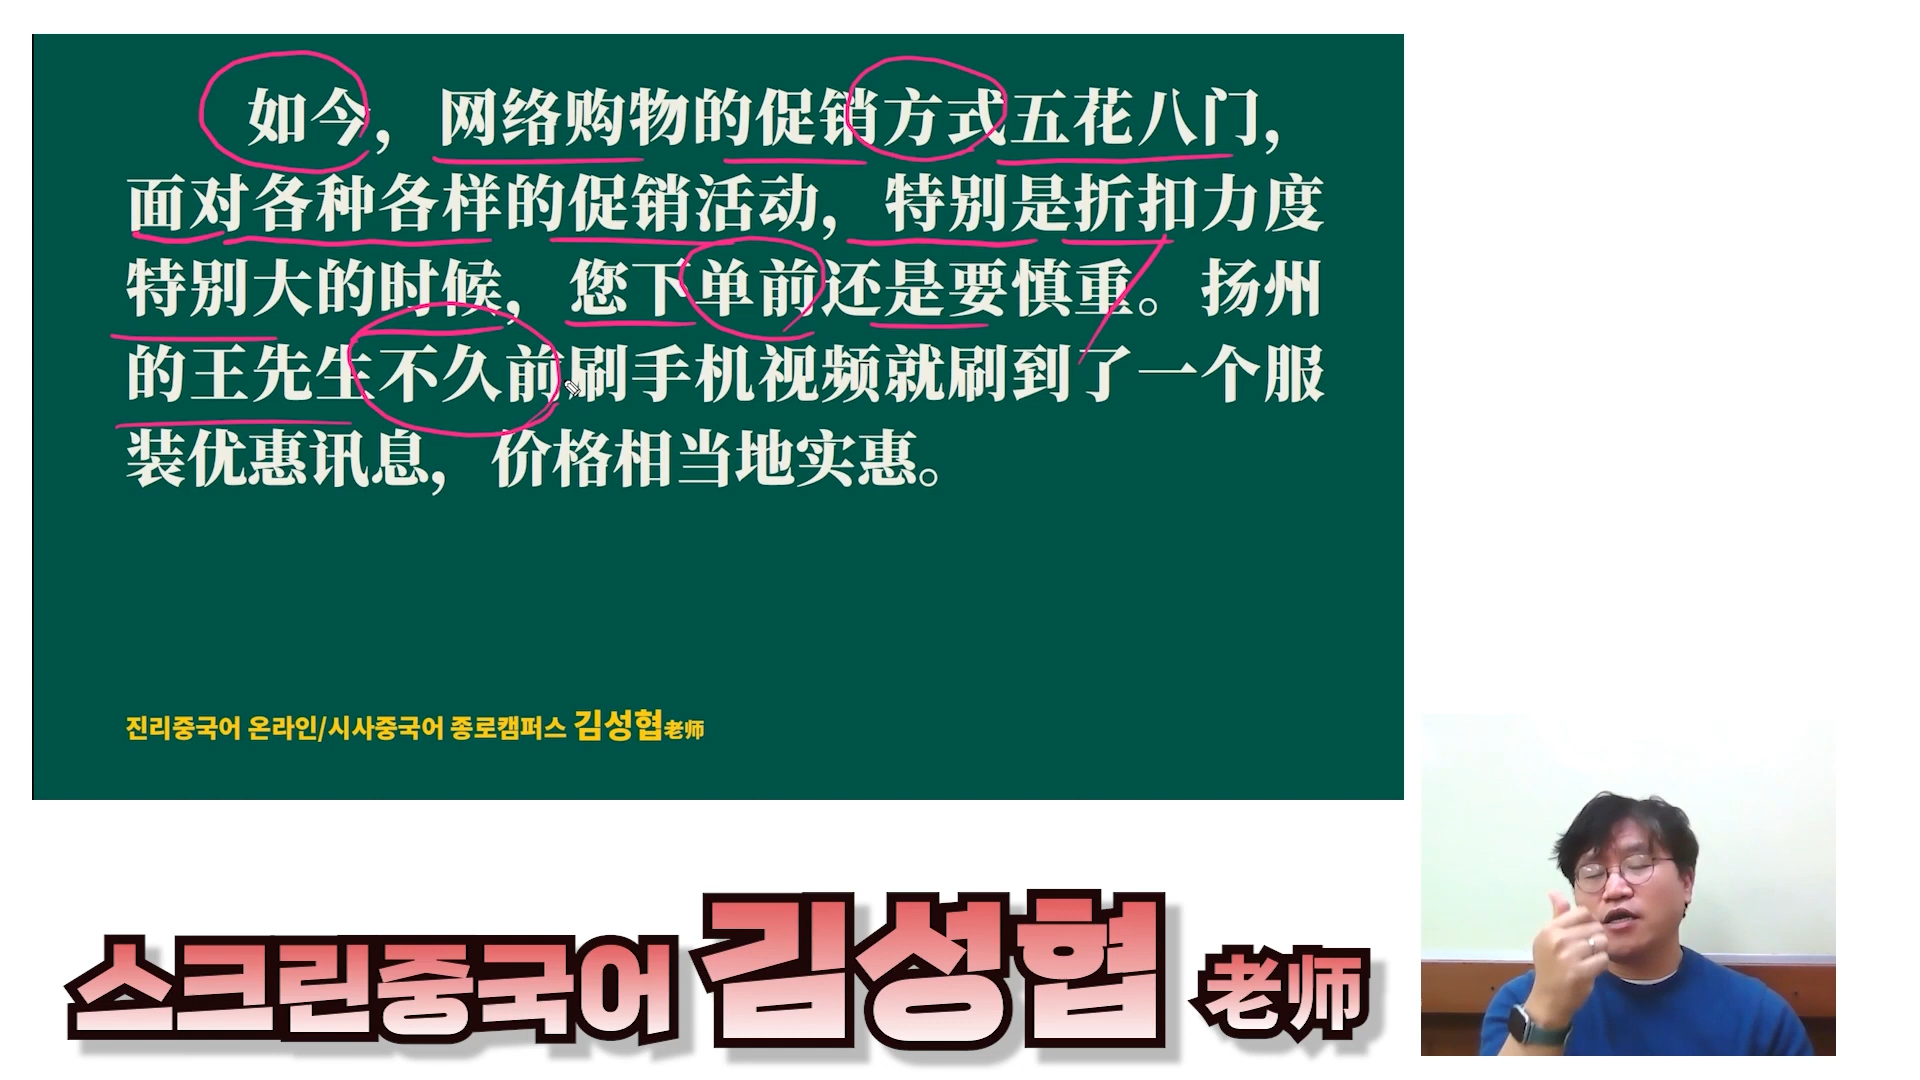 如今，网络购物的促销方式五花八门，
面对各种各样的促销活动，特别是折扣力度
特别大的时候，您下单前还是要慎重。扬州
的王先生不久前刷手机视频就刷到了一个服
装优惠讯息，价格相当地实惠。
진리중국어 온라인/시사중국어 종로캠퍼스 김성협老师
스크린중국어 김성협 老师